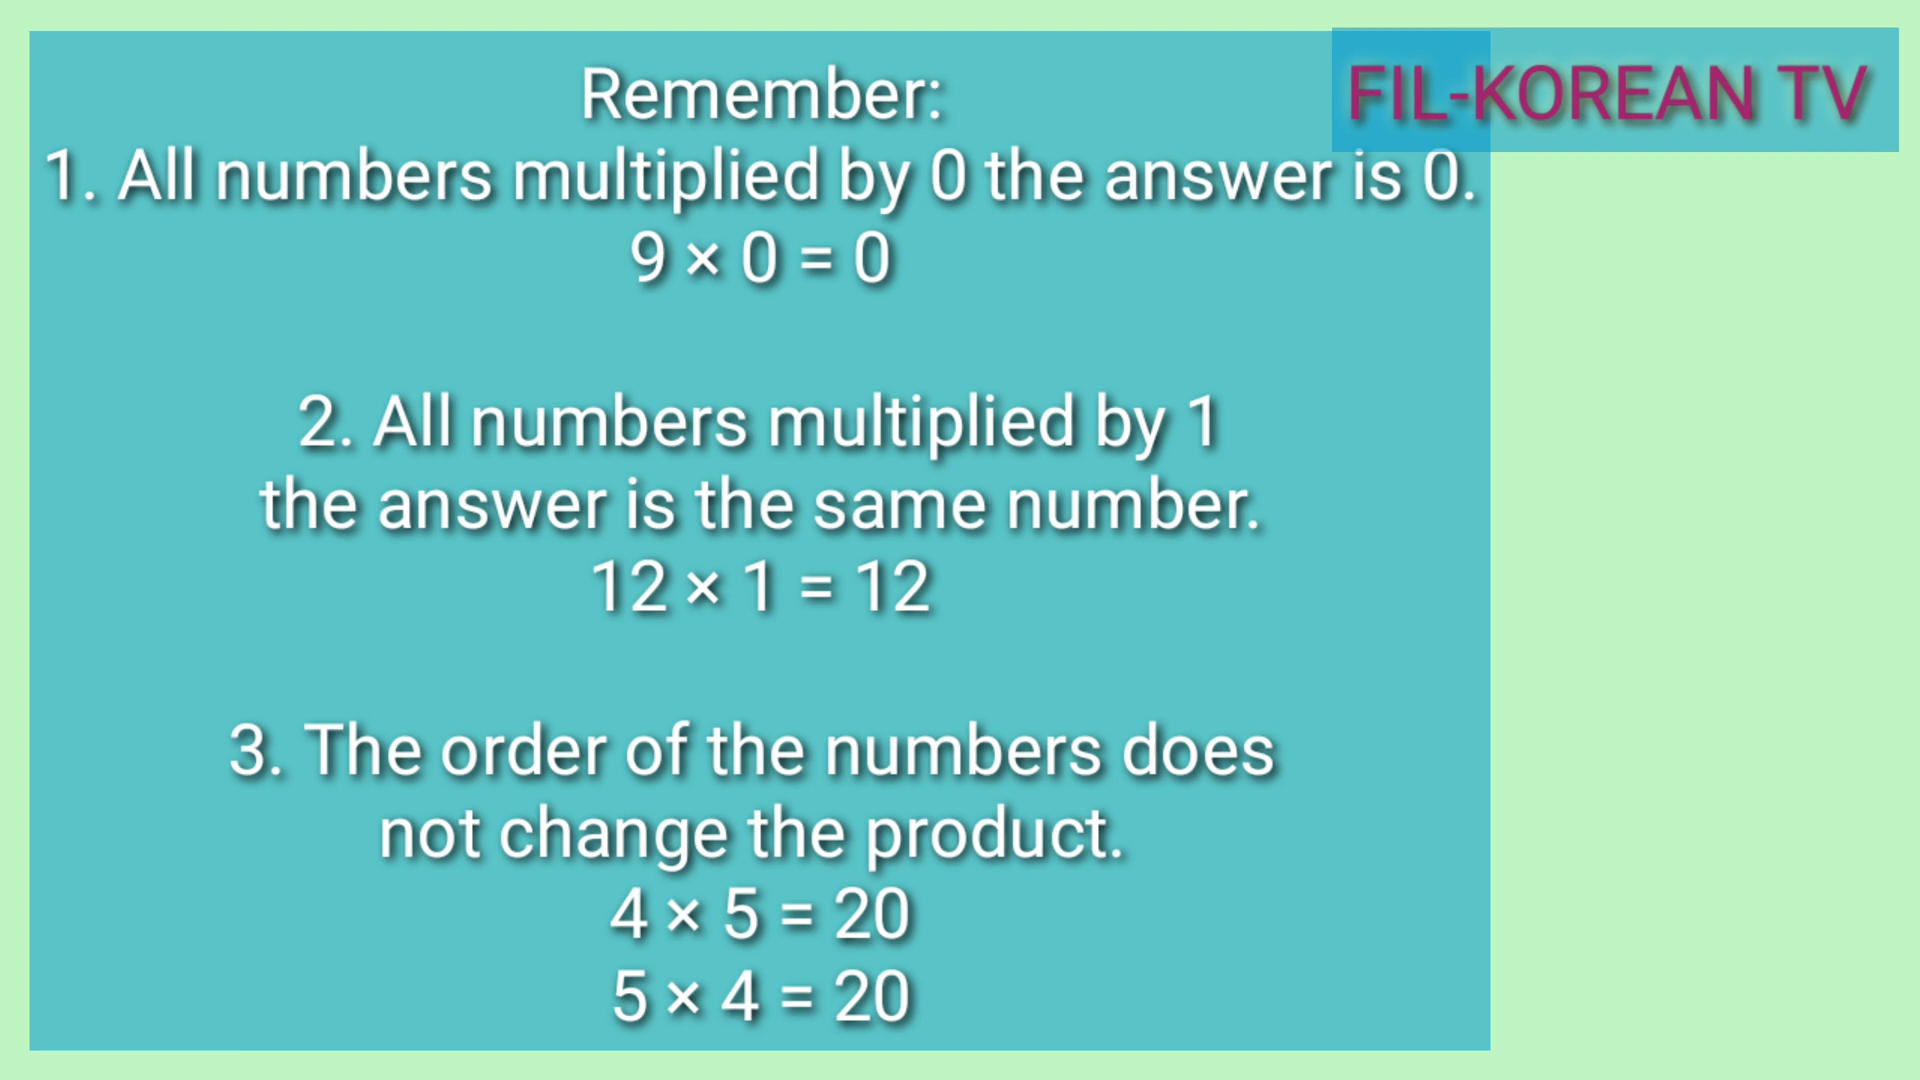 Remember:
FIL-KOREAN TV
1. All numbers multiplied by 0 the answer is 0.
9 × 0 = 0
2. All numbers multiplied by 1
the answer is the same number.
12 × 1 = 12
3. The order of the numbers does
not change the product.
4 × 5 = 20
5 × 4 = 20